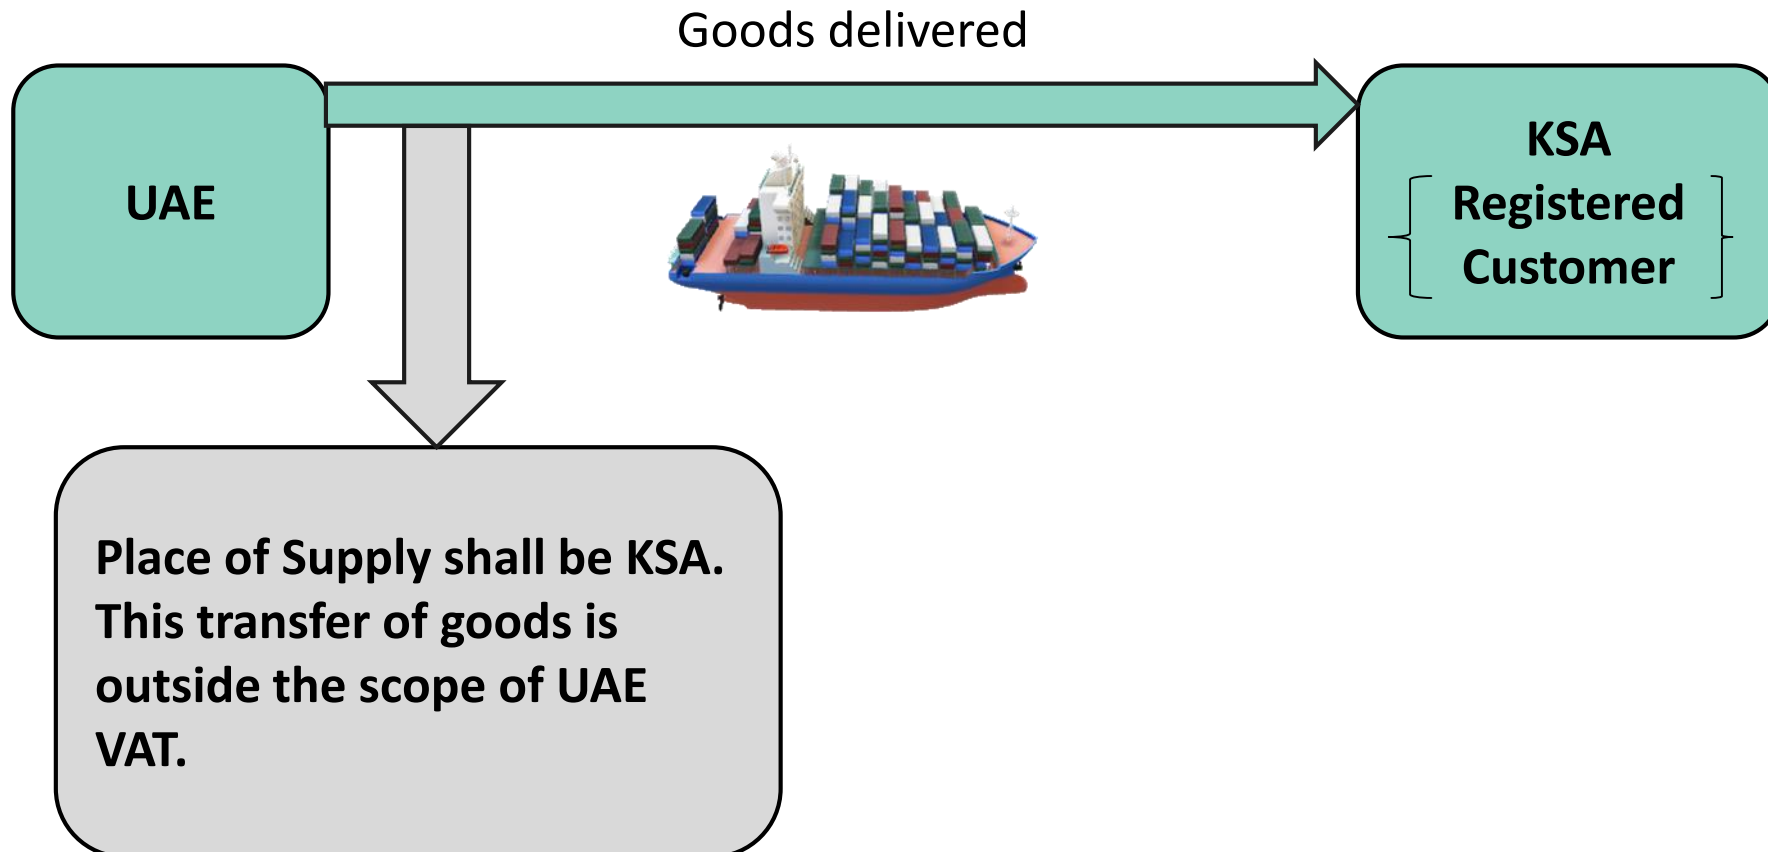 Goods delivered
UAE
KSA
Registered
Customer
Place of Supply shall be KSA.
This transfer of goods is
outside the scope of UAE
VAT.